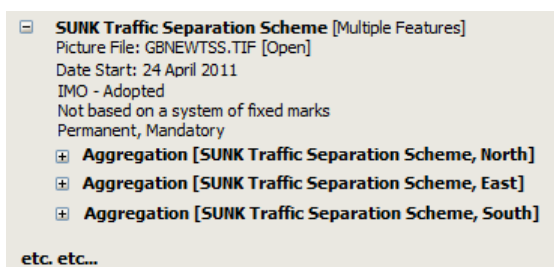 SUNK Traffic Separation Scheme [Multiple Features]
Picture File: GBNEWTSS.TIF [Open]
Date Start: 24 April 2011
IMO - Adopted
Not based on a system of fixed marks
Permanent, Mandatory
Aggregation [SUNK Traffic Separation Scheme, North]
Aggregation [SUNK Traffic Separation Scheme, East]
Aggregation [SUNK Traffic Separation Scheme, South]
etc. etc...